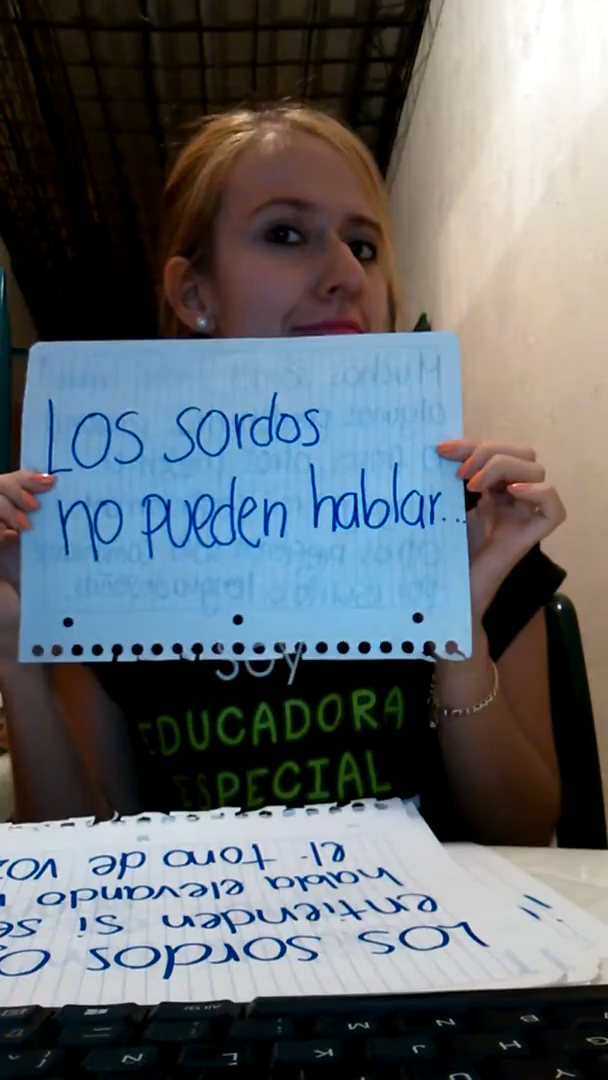 Los sordos
no pueden hablar...
SOY
EDUCADORA
ESPECIAL
Los sordos
entienden si se
habla elevando
el tono de voz